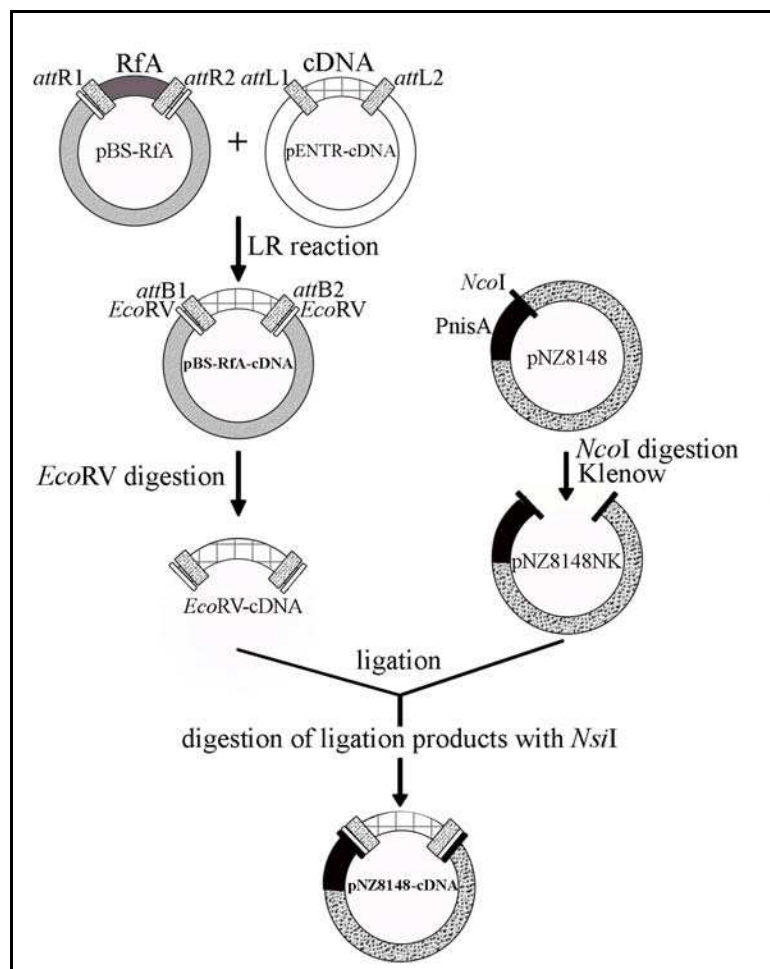 RfA
cDNA
attR1
attR2
attL1
attL2
pBS-RfA
+
pENTR-cDNA
LR reaction
attB1
attB2
EcoRV
EcoRV
pBS-RfA-cDNA
NcoI
PnisA
pNZ8148
EcoRV digestion
NcoI digestion
Klenow
EcoRV-cDNA
pNZ8148NK
ligation
digestion of ligation products with NsiI
pNZ8148-cDNA